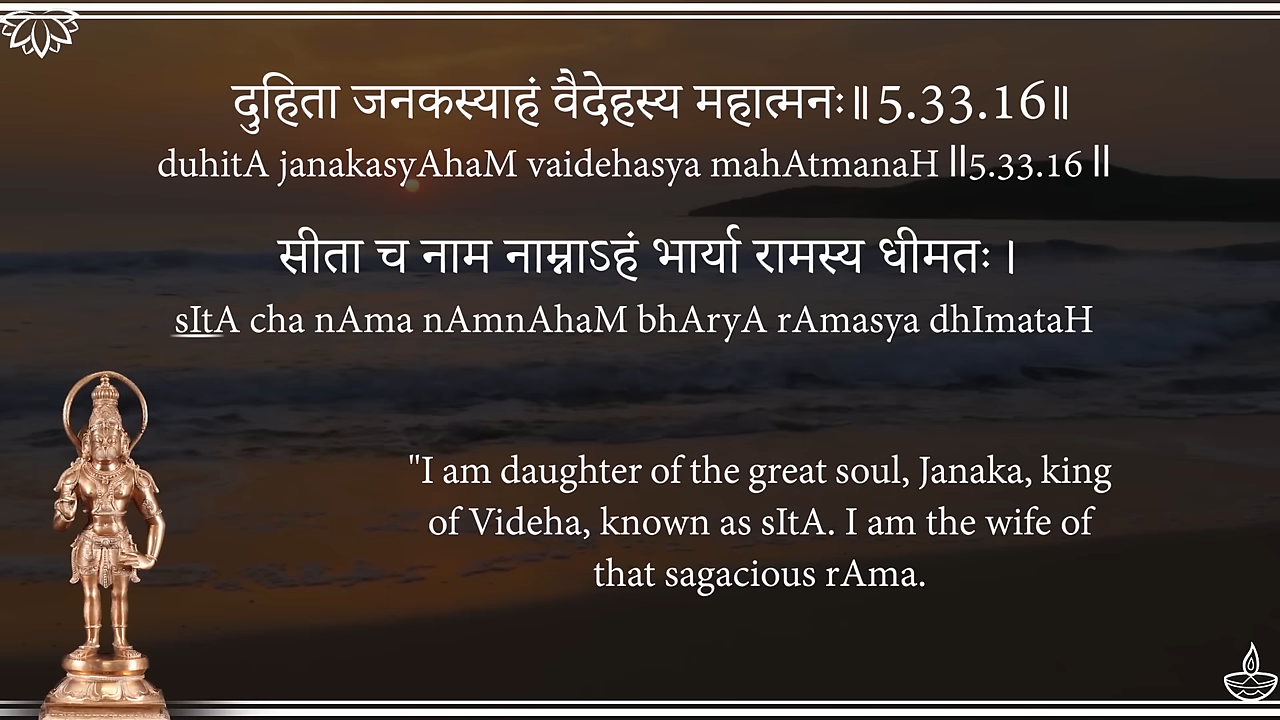 दुहिता जनकस्याहं वैदेहस्य महात्मनः॥5.33.16॥
duhitA janakasyAhaM vaidehasya mahAtmanaH ॥5.33.16॥
सीता च नाम नाम्नाऽहं भार्या रामस्य धीमतः ।
sItA cha nAma nAmnAhaM bhAryA rAmasya dhImataH
"I am daughter of the great soul, Janaka, king
of Videha, known as sItA. I am the wife of
that sagacious rAma.